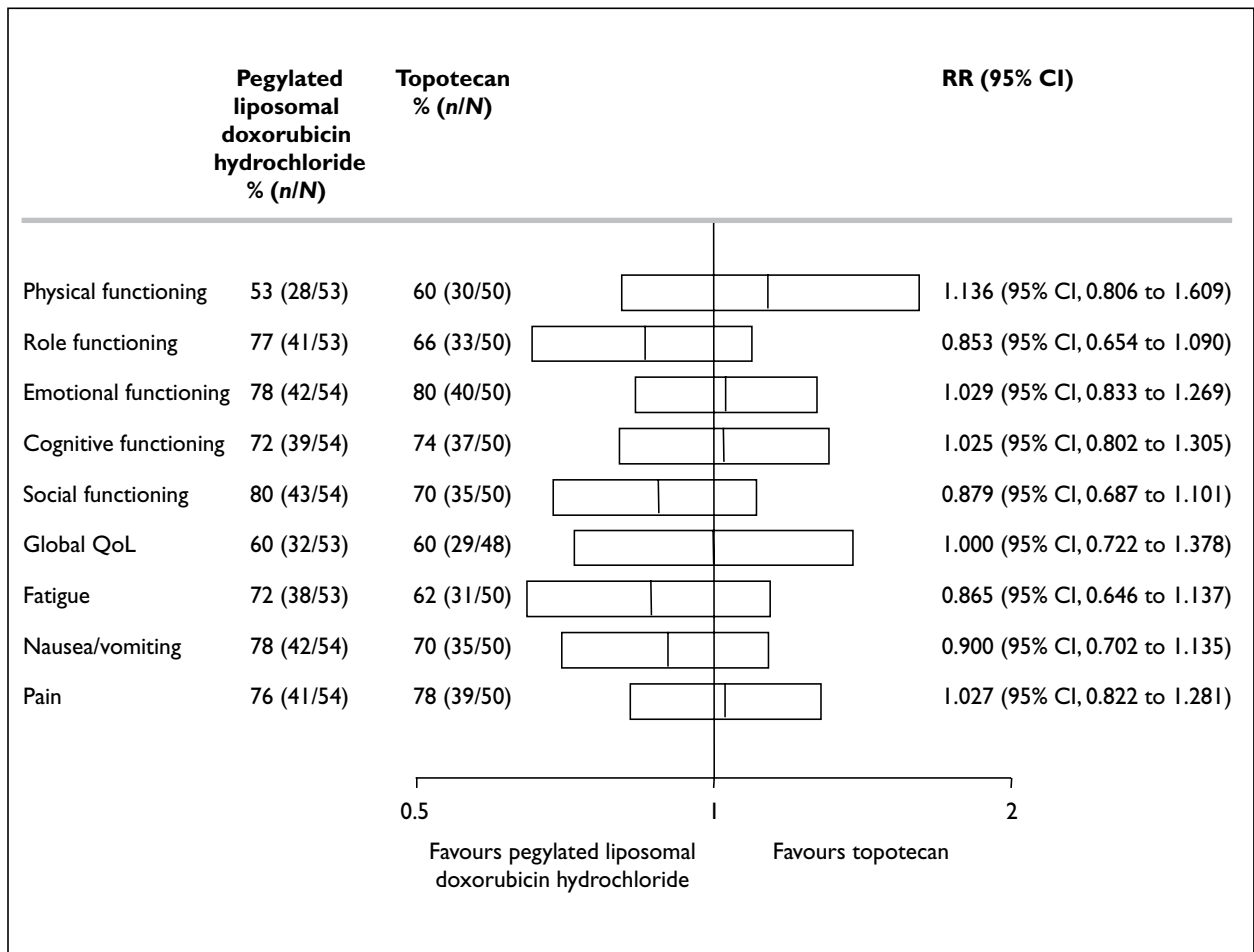 Pegylated liposomal doxorubicin hydrochloride % (n/N)
Topotecan % (n/N)
RR (95% CI)
Physical functioning 53 (28/53) 60 (30/50) 1.136 (95% CI, 0.806 to 1.609)
Role functioning 77 (41/53) 66 (33/50) 0.853 (95% CI, 0.654 to 1.090)
Emotional functioning 78 (42/54) 80 (40/50) 1.029 (95% CI, 0.833 to 1.269)
Cognitive functioning 72 (39/54) 74 (37/50) 1.025 (95% CI, 0.802 to 1.305)
Social functioning 80 (43/54) 70 (35/50) 0.879 (95% CI, 0.687 to 1.101)
Global QoL 60 (32/53) 60 (29/48) 1.000 (95% CI, 0.722 to 1.378)
Fatigue 72 (38/53) 62 (31/50) 0.865 (95% CI, 0.646 to 1.137)
Nausea/vomiting 78 (42/54) 70 (35/50) 0.900 (95% CI, 0.702 to 1.135)
Pain 76 (41/54) 78 (39/50) 1.027 (95% CI, 0.822 to 1.281)
0.5 1 2
Favours pegylated liposomal doxorubicin hydrochloride
Favours topotecan